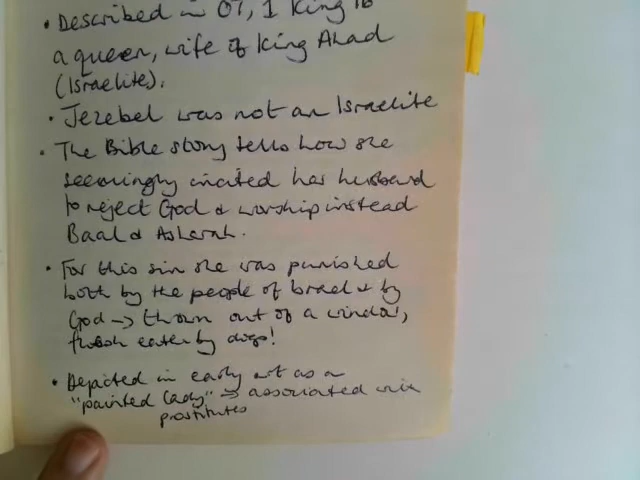 • Described in OT, 1 King 16
a queen, wife of King Ahab
(Israelite).
• Jezebel was not an Israelite
• The Bible story tells how she
seemingly incited her husband
to reject God & worship instead
Baal & Asherah.
• For this sin she was punished
both by the people of Israel & by
God -> thrown out of a window,
flesh eaten by dogs!
• Depicted in early art as a
"painted lady" -> associated with
prostitutes